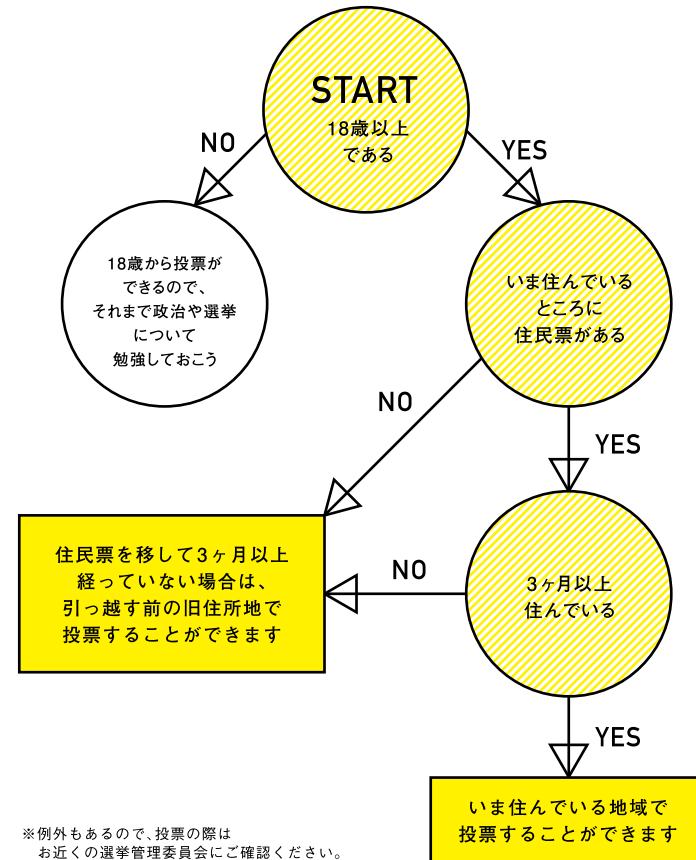 START
18歳以上
である
NO
YES
18歳から投票が
できるので、
それまで政治や選挙
について
勉強しておこう
いま住んでいる
ところに
住民票がある
NO
YES
住民票を移して3ヶ月以上
経っていない場合は、
引っ越す前の旧住所地で
投票することができます
NO
3ヶ月以上
住んでいる
YES
いま住んでいる地域で
投票することができます
※例外もあるので、投票の際は
お近くの選挙管理委員会にご確認ください。